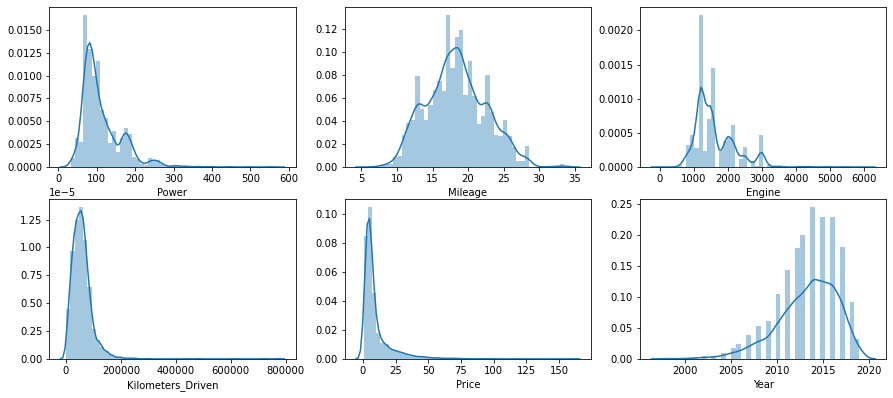 0.0175
0.0150
0.0125
0.0100
0.0075
0.0050
0.0025
0.0000
0 100 200 300 400 500 600
Power
0.12
0.10
0.08
0.06
0.04
0.02
0.00
5 10 15 20 25 30 35
Mileage
0.0020
0.0015
0.0010
0.0005
0.0000
0 1000 2000 3000 4000 5000 6000
Engine
1e−5
1.25
1.00
0.75
0.50
0.25
0.00
0 200000 400000 600000 800000
Kilometers_Driven
0.10
0.08
0.06
0.04
0.02
0.00
0 25 50 75 100 125 150
Price
0.25
0.20
0.15
0.10
0.05
0.00
2000 2005 2010 2015 2020
Year